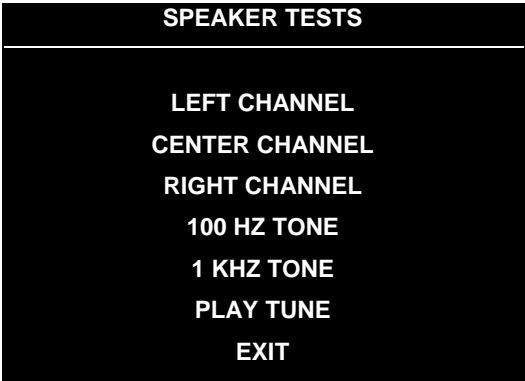 SPEAKER TESTS
LEFT CHANNEL
CENTER CHANNEL
RIGHT CHANNEL
100 HZ TONE
1 KHZ TONE
PLAY TUNE
EXIT